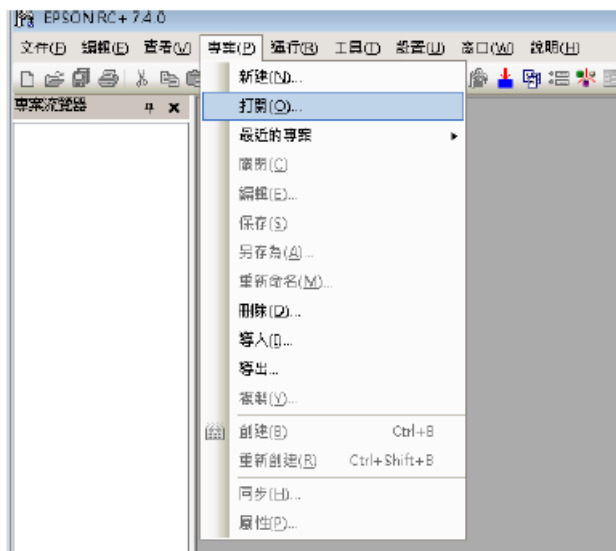 EPSON RC+ 7.4.0
文件(F) 編輯(E) 查看(V) 專案(P) 運行(R) 工具(T) 設置(U) 窗口(W) 說明(H)
專案流覽器
新建(N)...
打開(O)...
最近的專案
關閉(C)
編輯(E)...
保存(S)
另存為(A)...
重新命名(M)...
刪除(D)...
導入(I)...
導出...
複製(Y)...
創建(B) Ctrl+B
重新創建(R) Ctrl+Shift+B
同步(H)...
屬性(P)...